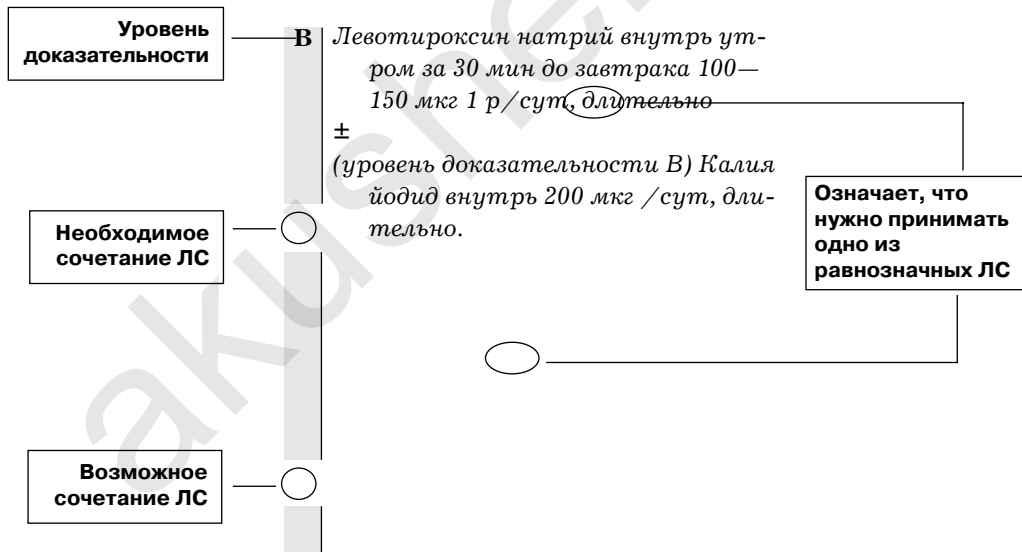 Уровень
доказательности
B
Левотироксин натрий внутрь ут-
ром за 30 мин до завтрака 100—
150 мкг 1 р/сут, длительно
±
(уровень доказательности B) Калия
йодид внутрь 200 мкг /сут, дли-
тельно.
Необходимое
сочетание ЛС
Означает, что
нужно принимать
одно из
равнозначных ЛС
Возможное
сочетание ЛС
akusher